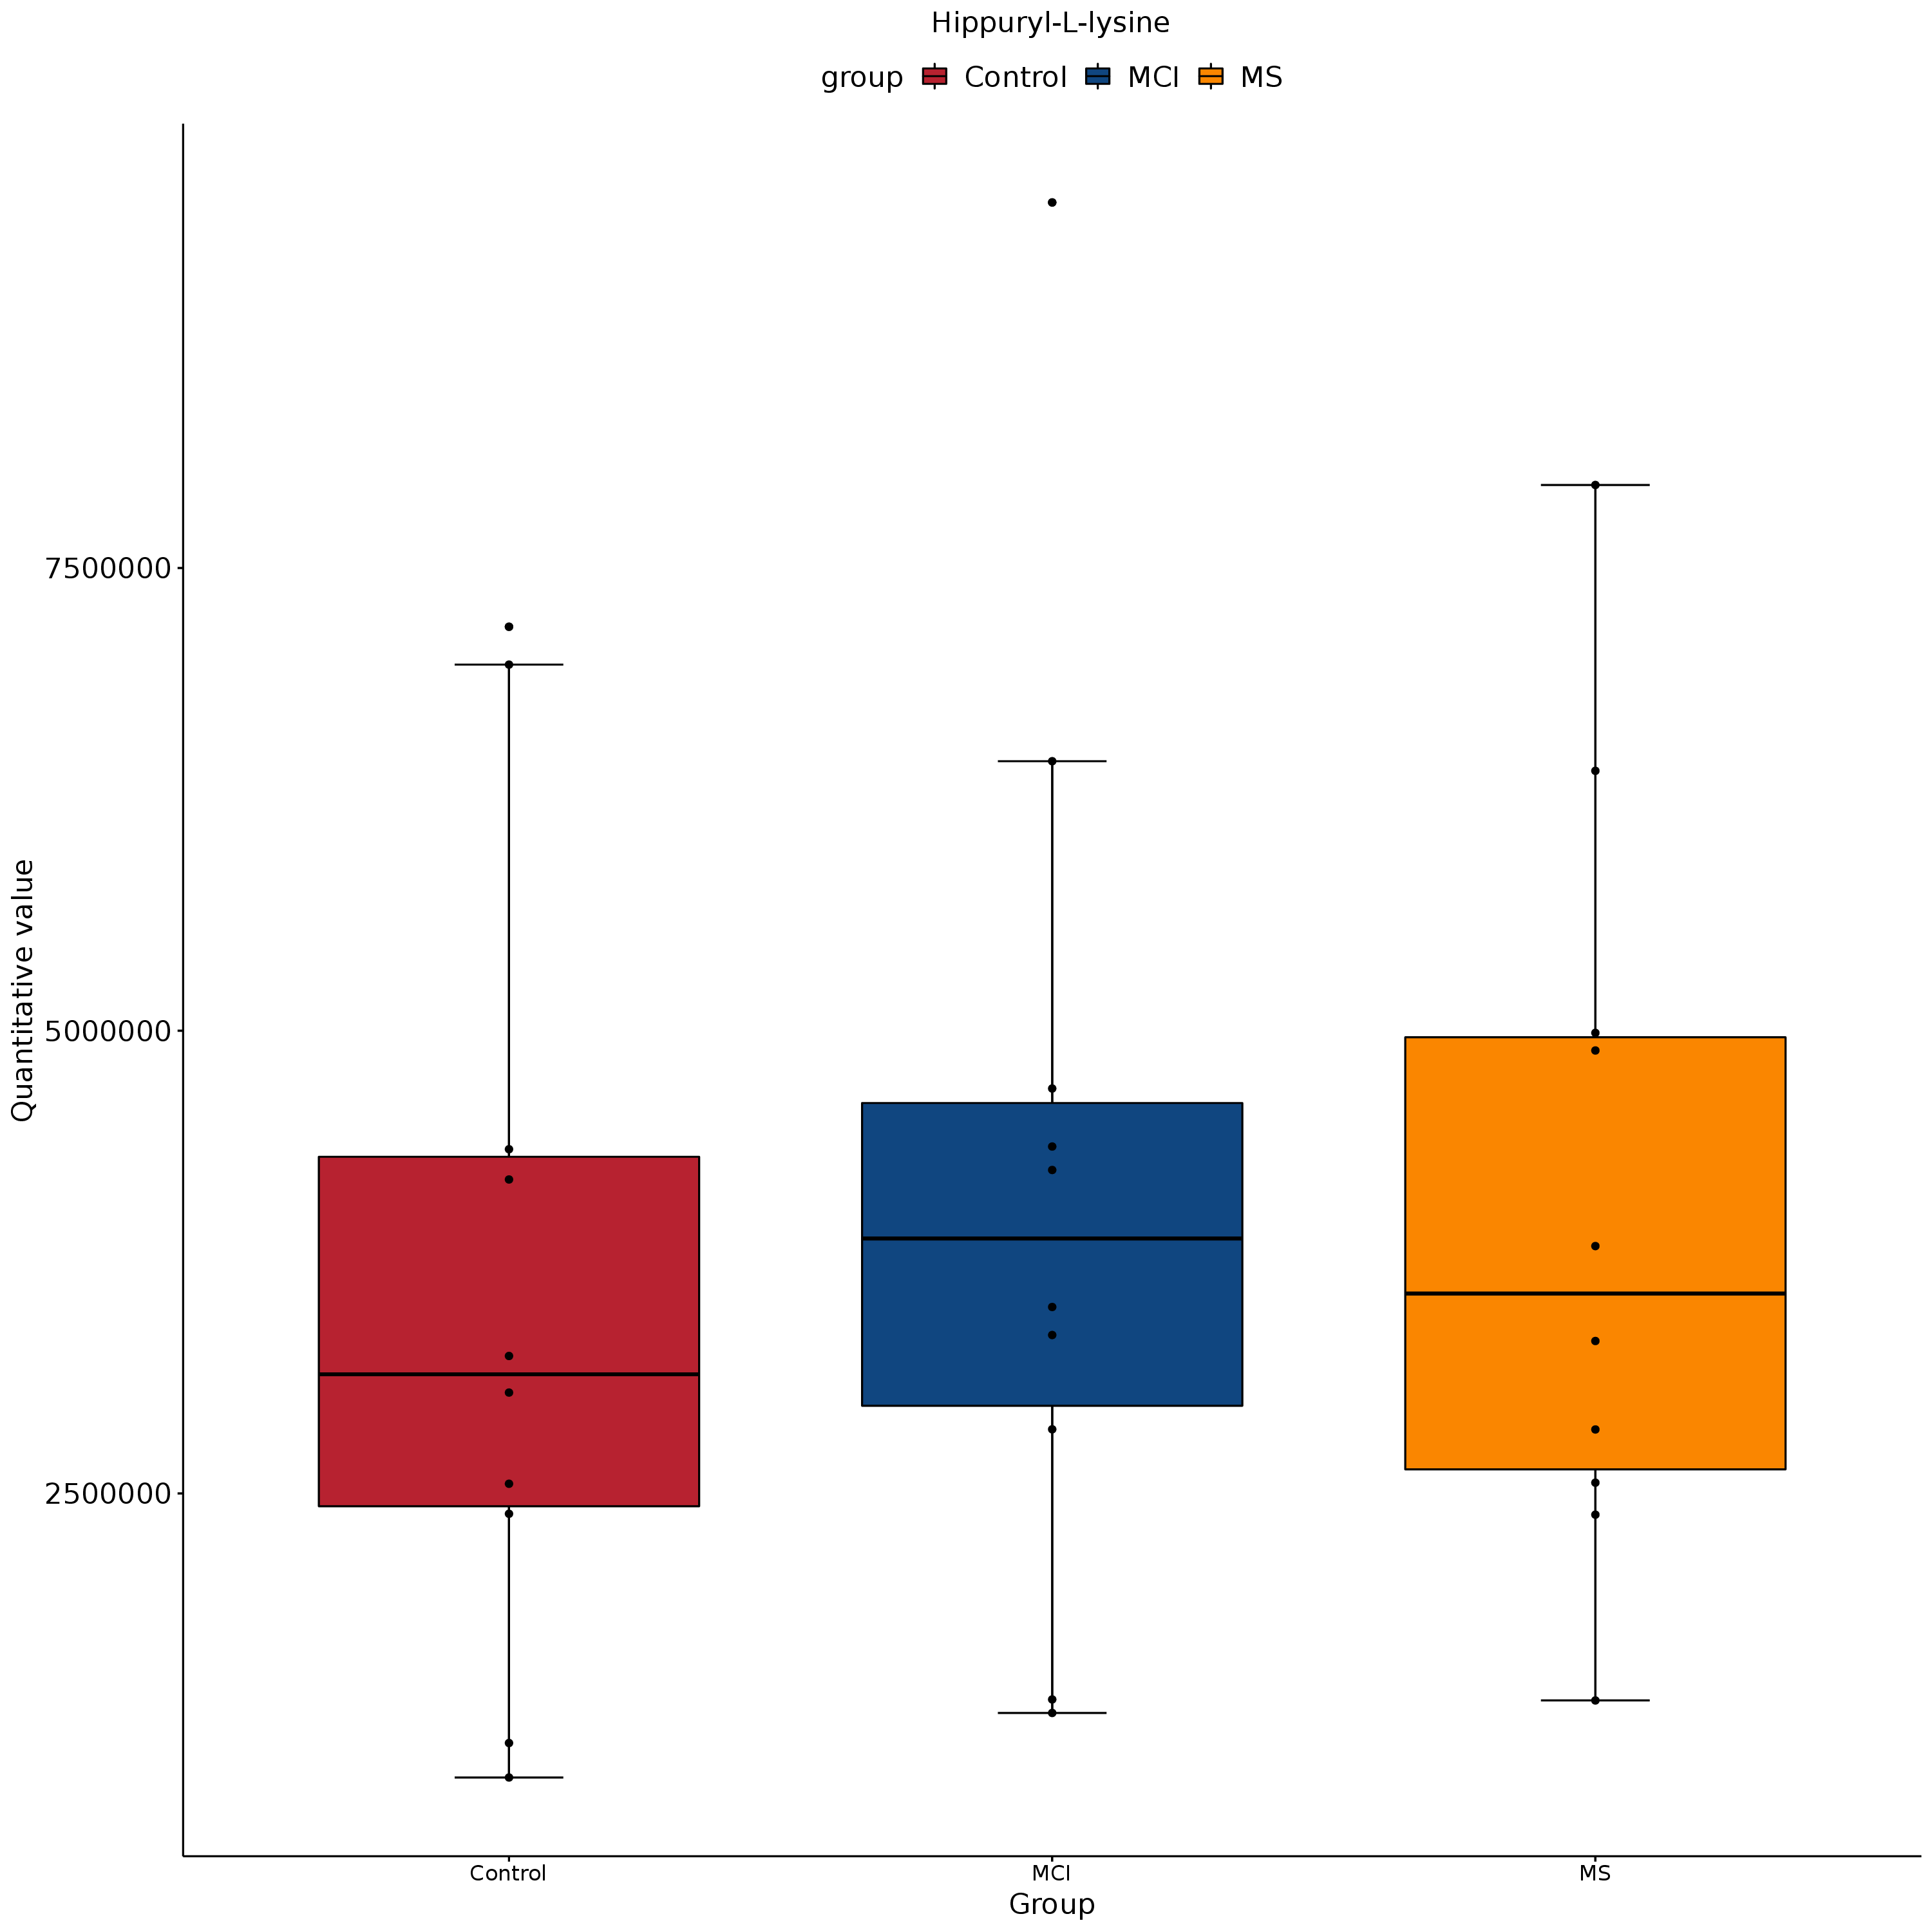 Hippuryl-L-lysine
group Control MCI MS
Quantitative value
7500000
5000000
2500000
Control MCI MS
Group